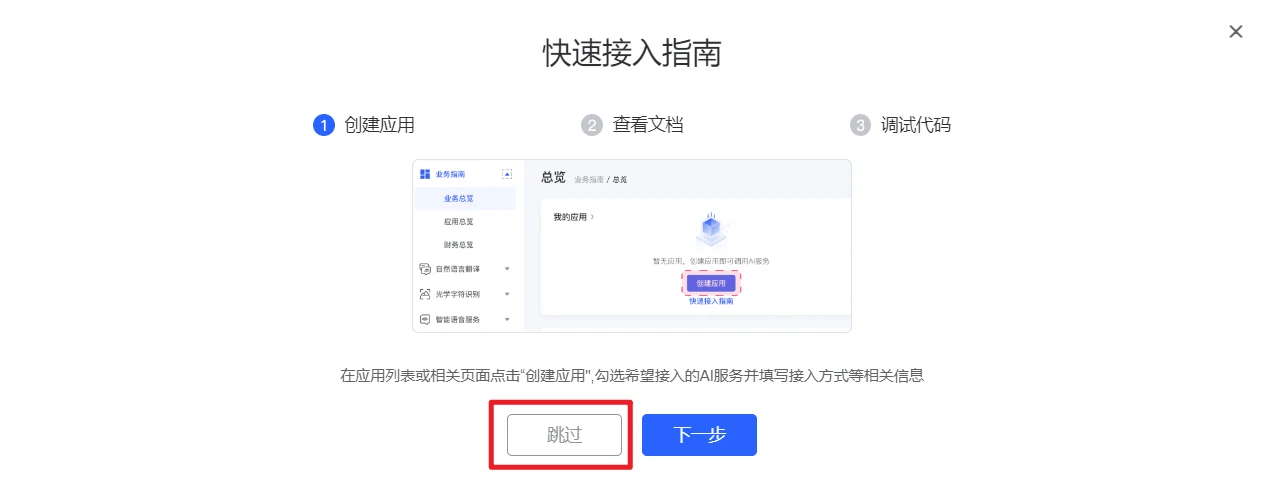 快速接入指南
1 创建应用
2 查看文档
3 调试代码
业务指南
业务总览
应用总览
财务总览
自然语言翻译
光学字符识别
智能语音服务
总览 业务指南 / 总览
我的应用 >
暂无应用，创建应用即可调用AI服务
创建应用
快速接入指南
在应用列表或相关页面点击“创建应用",勾选希望接入的AI服务并填写接入方式等相关信息
跳过
下一步